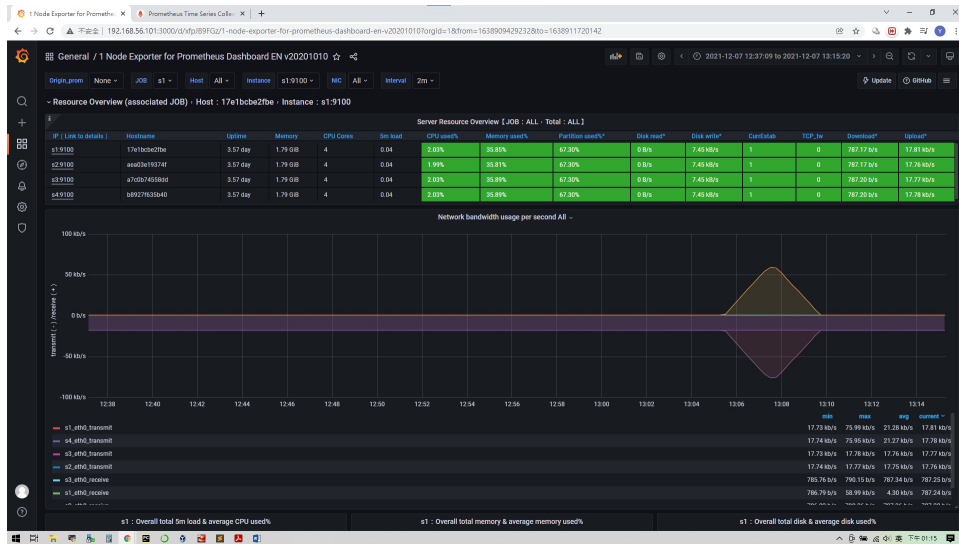 1 Node Exporter for Promethe
Prometheus Time Series Collec
不安全 | 192.168.56.101:3000/d/xfpJB9FGz/1-node-exporter-for-prometheus-dashboard-en-v20201010?orgId=1&from=1638909429232&to=1638911720142
General / 1 Node Exporter for Prometheus Dashboard EN v20201010
2021-12-07 12:37:09 to 2021-12-07 13:15:20
Origin_prom None JOB s1 Host All Instance s1:9100 NIC All Interval 2m Update GitHub
Resource Overview (associated JOB) · Host : 17e1bcbe2fbe · Instance : s1:9100
Server Resource Overview【JOB : ALL · Total : ALL】
IP ( Link to details ) Hostname Uptime Memory CPU Cores 5m load CPU used% Memory used% Partition used%* Disk read* Disk write* CurrEstab TCP_tw Download* Upload*
s1:9100 17e1bcbe2fbe 3.57 day 1.79 GiB 4 0.04 2.03% 35.85% 67.30% 0 B/s 7.45 kB/s 1 0 787.17 b/s 17.81 kb/s
s2:9100 aea03e19374f 3.57 day 1.79 GiB 4 0.04 1.99% 35.81% 67.30% 0 B/s 7.45 kB/s 1 0 787.17 b/s 17.76 kb/s
s3:9100 a7c0b74558dd 3.57 day 1.79 GiB 4 0.04 2.03% 35.89% 67.30% 0 B/s 7.45 kB/s 1 0 787.20 b/s 17.77 kb/s
s4:9100 b8927f635b40 3.57 day 1.79 GiB 4 0.04 2.03% 35.89% 67.30% 0 B/s 7.45 kB/s 1 0 787.20 b/s 17.78 kb/s
Network bandwidth usage per second All
transmit ( - ) /receive ( + )
100 kb/s
50 kb/s
0 b/s
-50 kb/s
-100 kb/s
12:38 12:40 12:42 12:44 12:46 12:48 12:50 12:52 12:54 12:56 12:58 13:00 13:02 13:04 13:06 13:08 13:10 13:12 13:14
min max avg current
s1_eth0_transmit 17.73 kb/s 75.99 kb/s 21.28 kb/s 17.81 kb/s
s4_eth0_transmit 17.74 kb/s 75.95 kb/s 21.27 kb/s 17.78 kb/s
s3_eth0_transmit 17.73 kb/s 17.78 kb/s 17.76 kb/s 17.77 kb/s
s2_eth0_transmit 17.74 kb/s 17.77 kb/s 17.75 kb/s 17.76 kb/s
s3_eth0_receive 785.76 b/s 790.15 b/s 787.34 b/s 787.25 b/s
s1_eth0_receive 786.79 b/s 58.99 kb/s 4.30 kb/s 787.24 b/s
s1 : Overall total 5m load & average CPU used%
s1 : Overall total memory & average memory used%
s1 : Overall total disk & average disk used%
英 下午 01:15